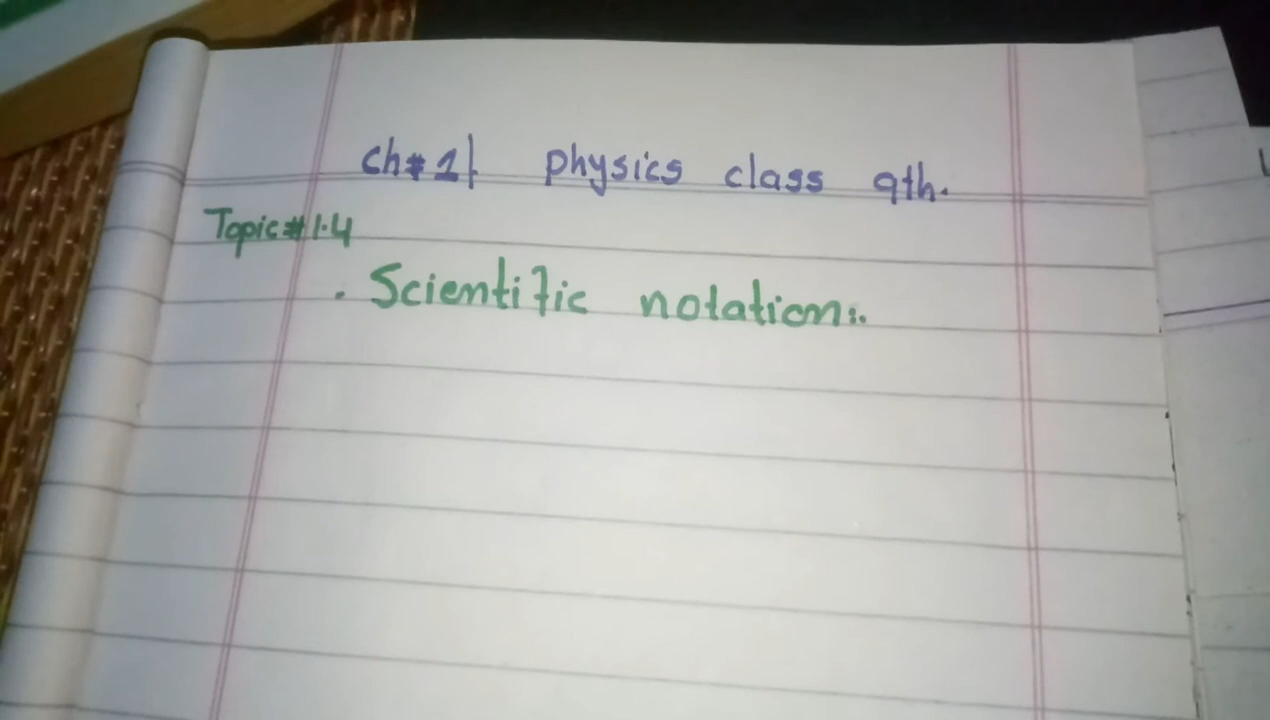 ch# 1| physics class 9th.
Topic# 1.4
. Scientific notation:.